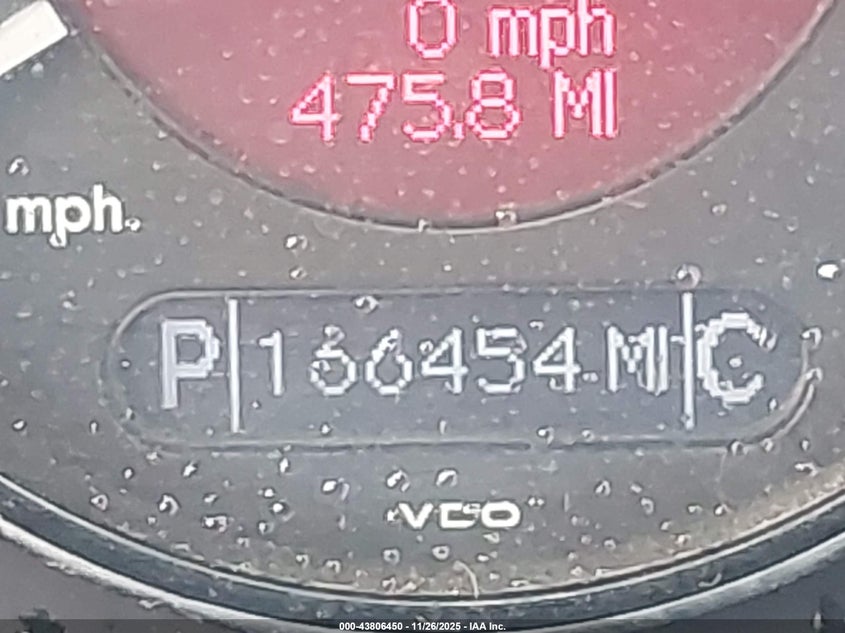 0 mph
475.8 MI
mph
P 166454 MI C
VDO
000-43806450 - 11/26/2025 - IAA Inc.